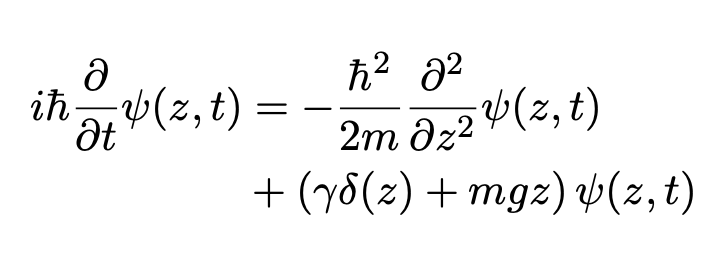 iħ ∂/∂t ψ(z, t) = − ħ²/2m ∂²/∂z² ψ(z, t)
+ (γδ(z) + mgz) ψ(z, t)